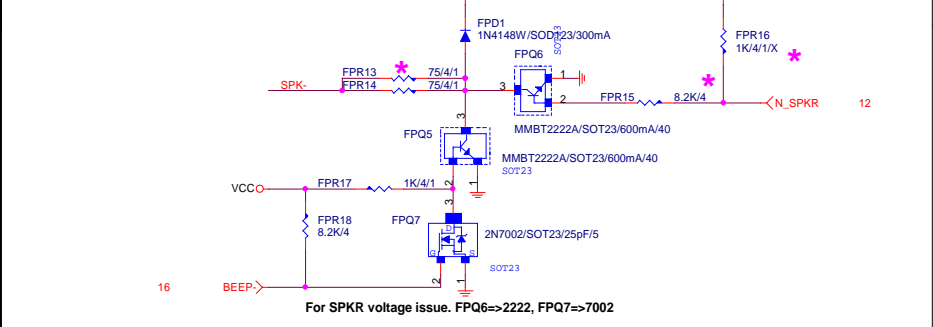 FPD1
1N4148W/SOD123/300mA
SOT23
FPR16
1K/4/1/X
FPQ6
*
*
*
FPR13
75/4/1
SPK-
FPR14
75/4/1
3
1
2
FPR15
8.2K/4
N_SPKR
12
3
MMBT2222A/SOT23/600mA/40
FPQ5
MMBT2222A/SOT23/600mA/40
SOT23
2
1
VCC
FPR17
1K/4/1
3
FPR18
8.2K/4
FPQ7
D
2N7002/SOT23/25pF/5
G
S
SOT23
2
1
16
BEEP-
For SPKR voltage issue. FPQ6=>2222, FPQ7=>7002